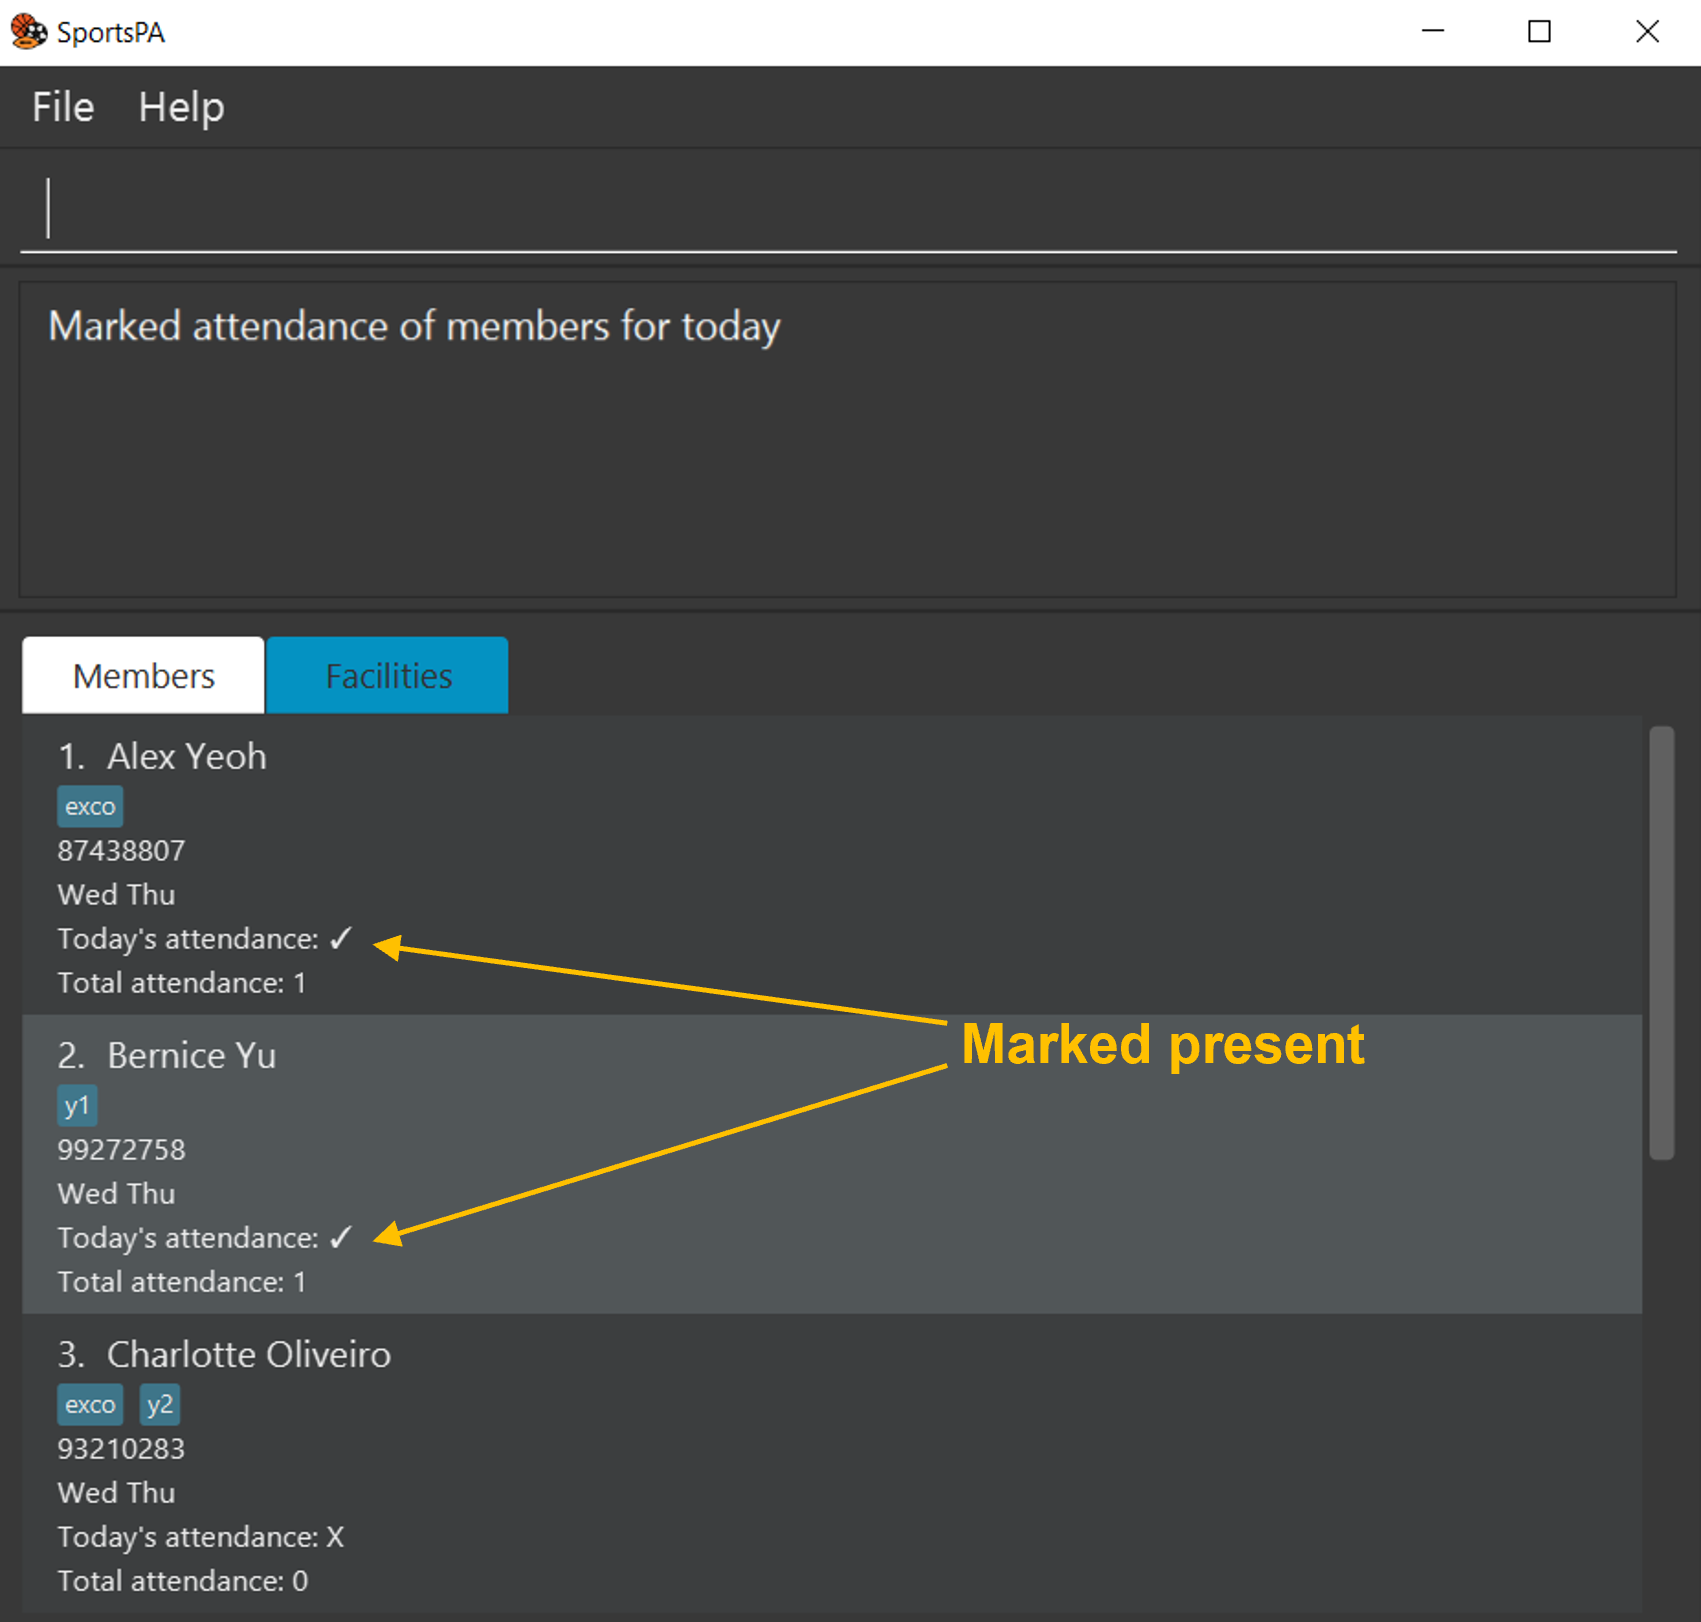 SportsPA
File Help
Marked attendance of members for today
Members Facilities
1. Alex Yeoh
exco
87438807
Wed Thu
Today's attendance: ✓
Total attendance: 1
Marked present
2. Bernice Yu
y1
99272758
Wed Thu
Today's attendance: ✓
Total attendance: 1
3. Charlotte Oliveiro
exco y2
93210283
Wed Thu
Today's attendance: X
Total attendance: 0